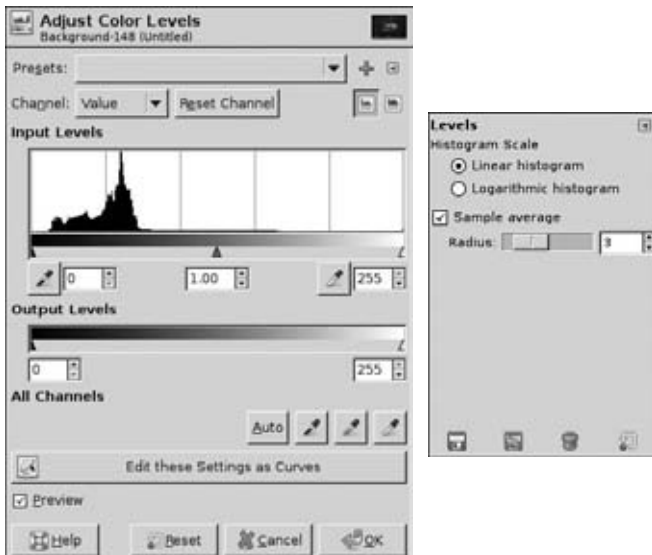 Adjust Color Levels
Background-148 (Untitled)
Presets:
Channel: Value Reset Channel
Input Levels
0 1.00 255
Output Levels
0 255
All Channels
Auto
Edit these Settings as Curves
Preview
Help Reset Cancel OK
Levels
Histogram Scale
Linear histogram
Logarithmic histogram
Sample average
Radius: 3